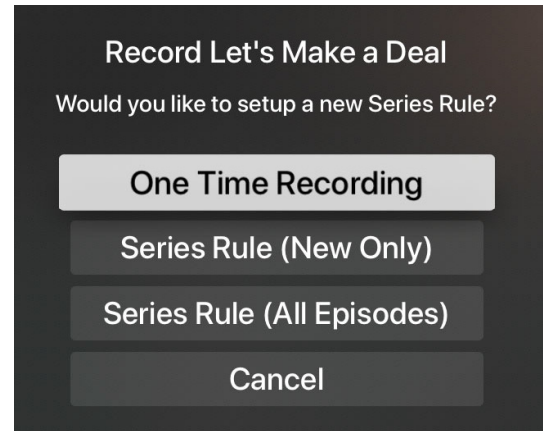 Record Let's Make a Deal
Would you like to setup a new Series Rule?
One Time Recording
Series Rule (New Only)
Series Rule (All Episodes)
Cancel